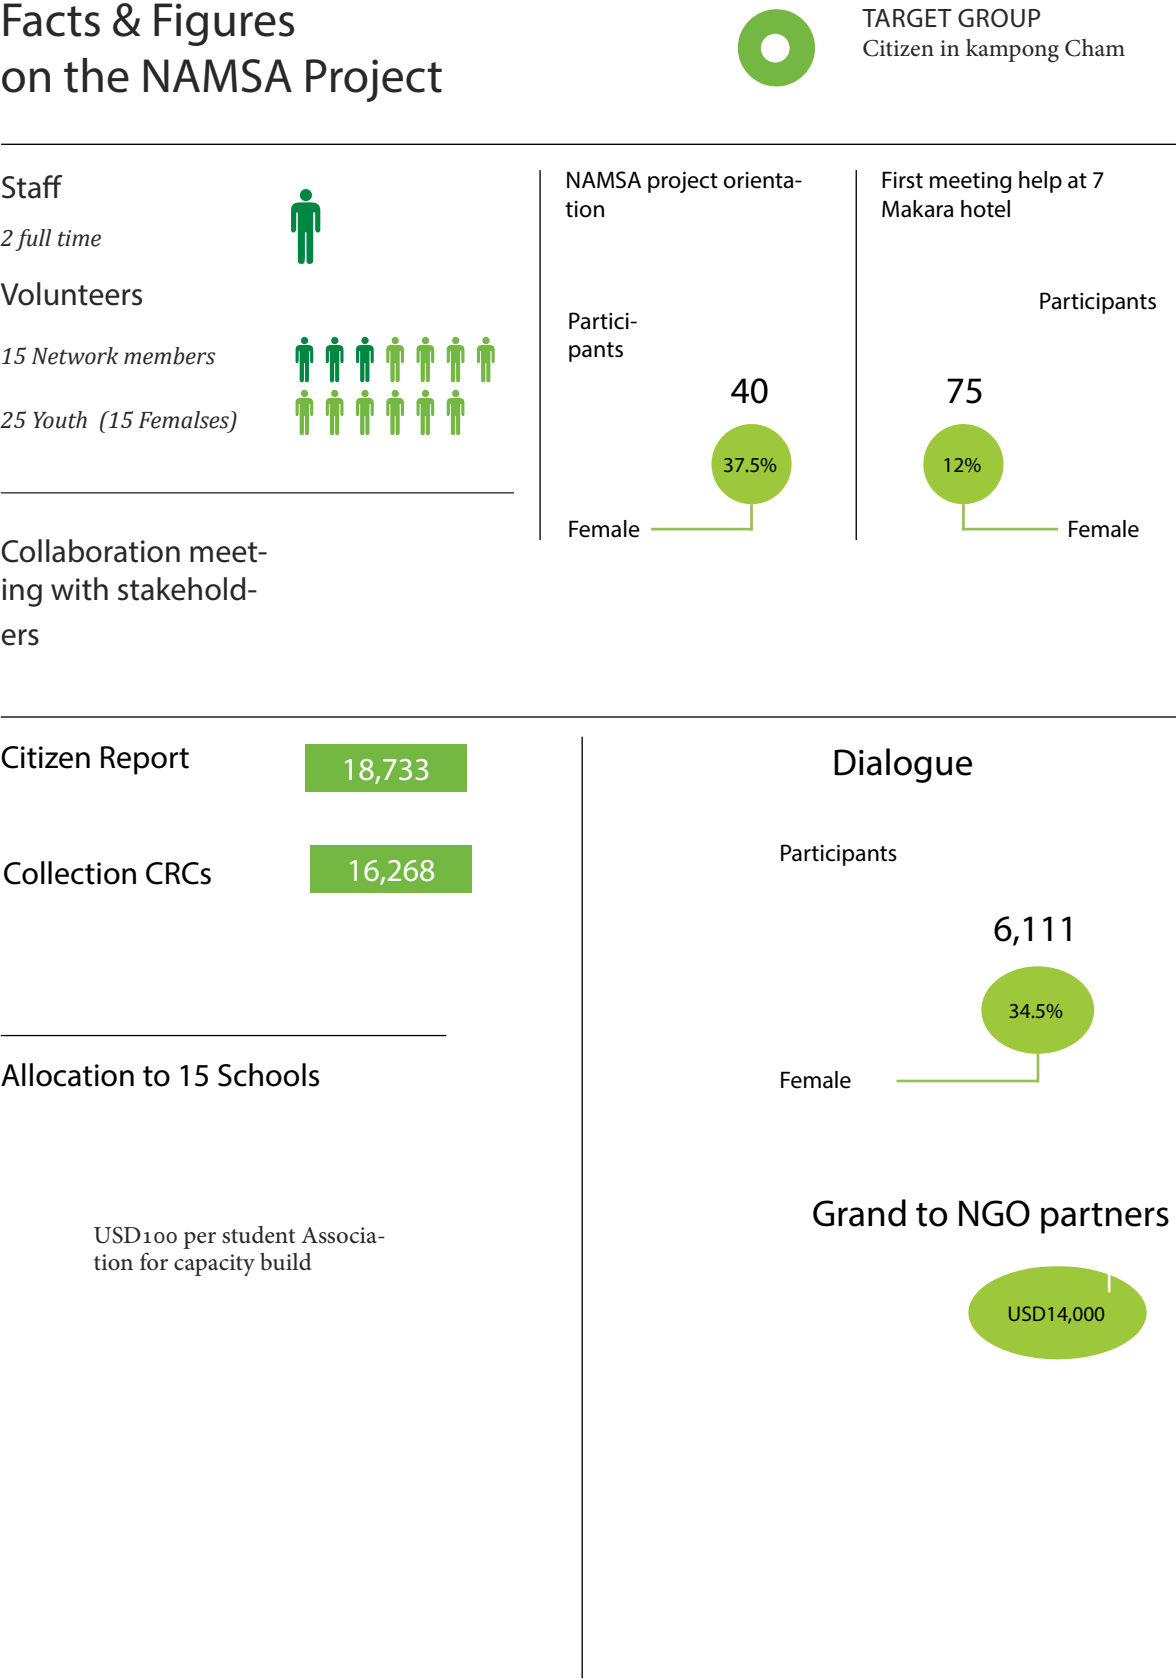 Facts & Figures
on the NAMSA Project
TARGET GROUP
Citizen in kampong Cham
Staff
2 full time
Volunteers
15 Network members
25 Youth (15 Femalses)
NAMSA project orienta-
tion
Partici-
pants
40
37.5%
Female
First meeting help at 7
Makara hotel
Participants
75
12%
Female
Collaboration meet-
ing with stakehold-
ers
Citizen Report
18,733
Collection CRCs
16,268
Allocation to 15 Schools
USD100 per student Associa-
tion for capacity build
Dialogue
Participants
6,111
34.5%
Female
Grand to NGO partners
USD14,000